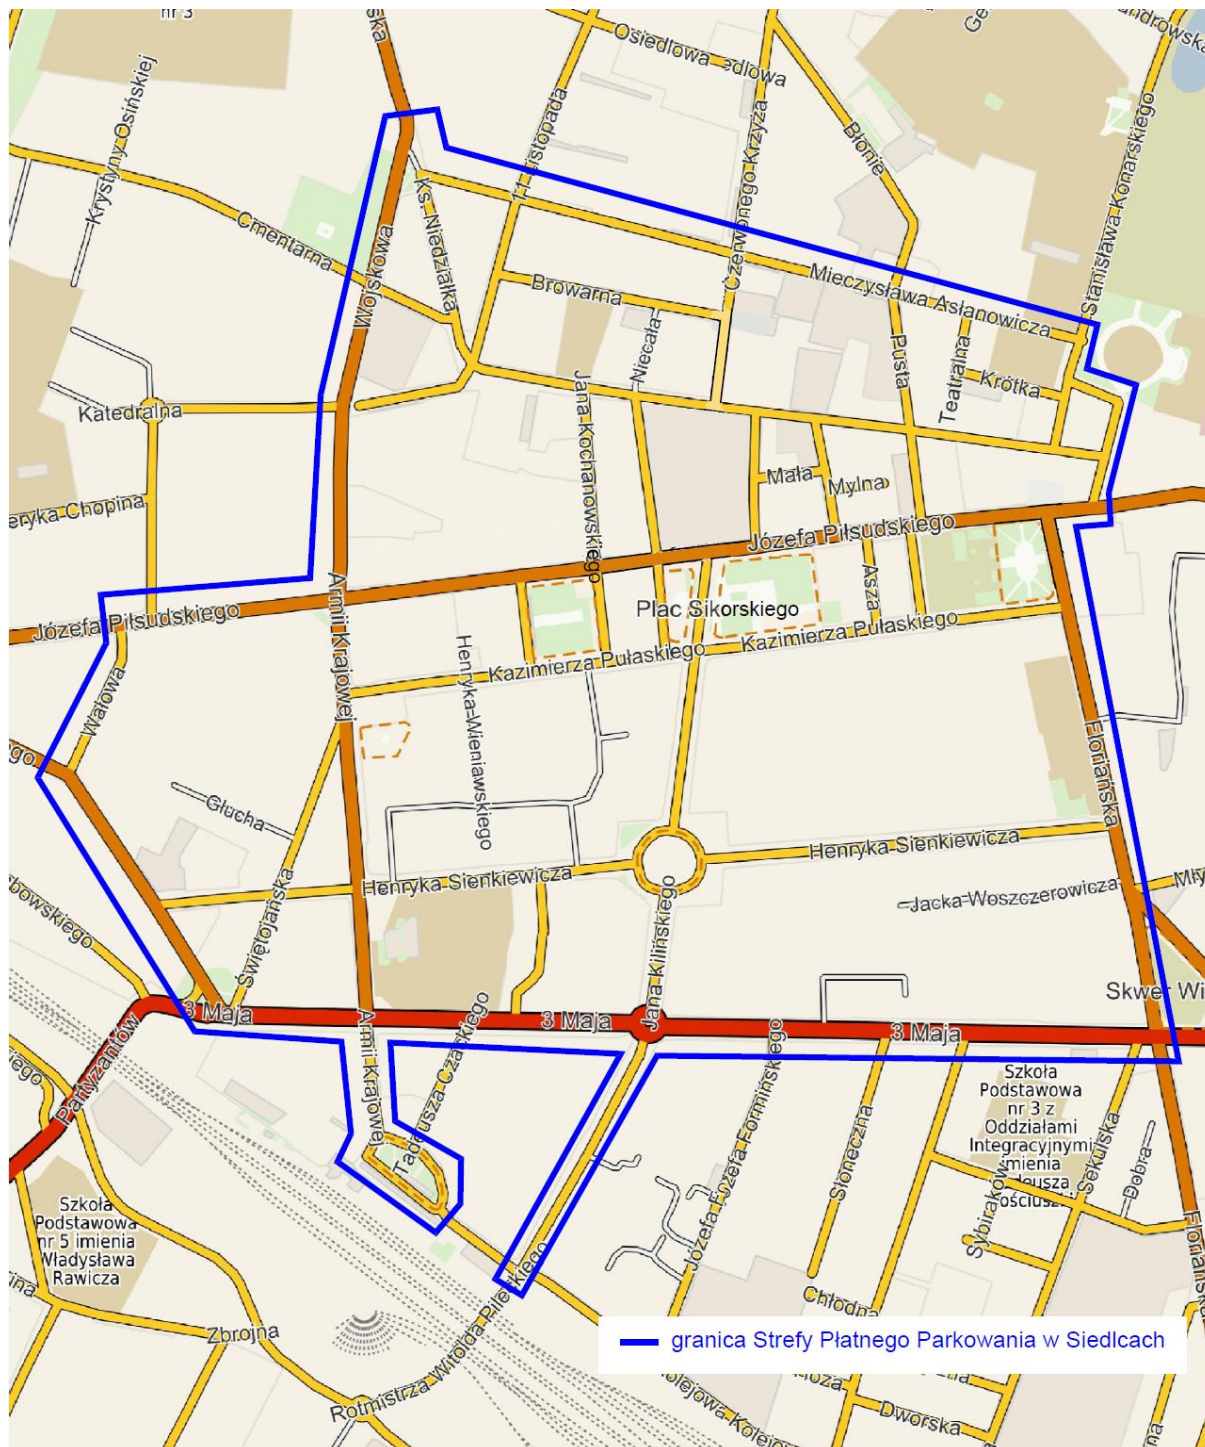 nr 3
Osiedlowa
edlowa
Krystyny Osińskiej
11 Listopada
Czerwonego Krzyża
Błonie
Stanisława Konarskiego
Ks. Niedziałka
Cmentarna
Wojskowa
Browarna
Mieczysława Asłanowicza
Niecała
Pusta
Teatralna
Krótka
Jana Kochanowskiego
Katedralna
Mała
Mylna
Józefa Piłsudskiego
Asza
Armii Krajowej
Józefa Piłsudskiego
Plac Sikorskiego
Kazimierza Pułaskiego
Kazimierza Pułaskiego
Henryka Wieniawskiego
Wałowa
Floriańska
Głucha
Henryka Sienkiewicza
Henryka Sienkiewicza
Jacka Woszczerowicza
Świętojańska
Jana Kilińskiego
Skwer Wi
3 Maja
3 Maja
3 Maja
Partyzantów
Armii Krajowej
Tadeusza Czackiego
Józefa Formińskiego
Józefa F
Słoneczna
Szkoła
Podstawowa
nr 3 z
Oddziałami
Integracyjnymi
imienia
Sekulska
Sybiraków
Dobra
Szkoła
Podstawowa
nr 5 imienia
Władysława
Rawicza
Chłodna
Zbrojna
Rotmistrza Witolda Pileckiego
granica Strefy Płatnego Parkowania w Siedlcach
Dworska